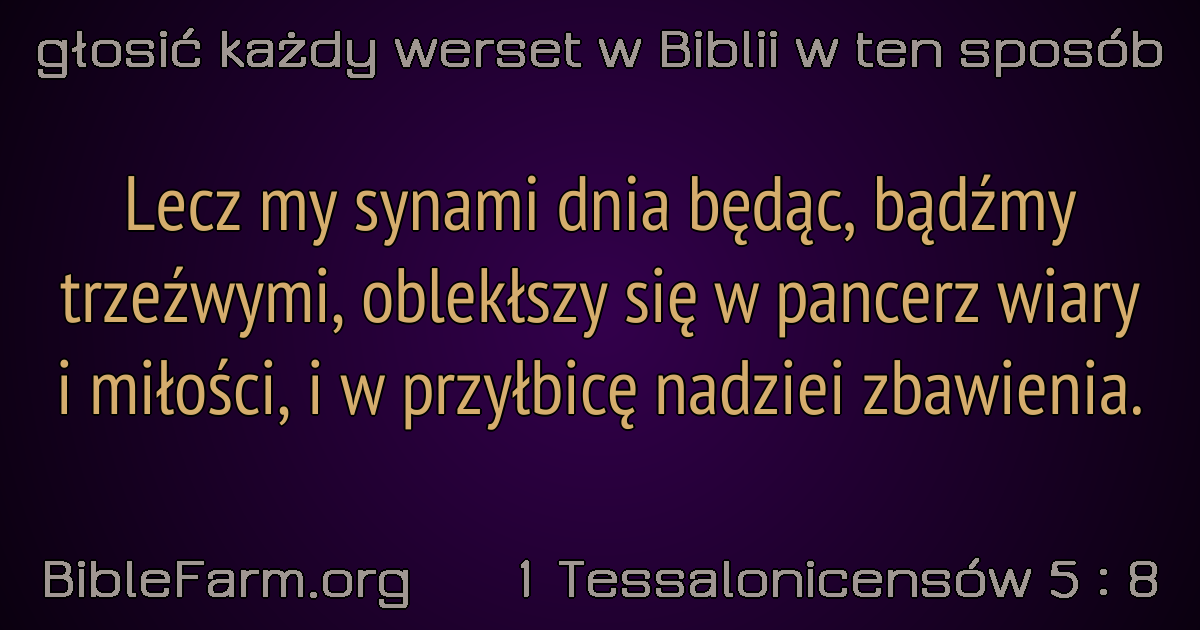 głosić każdy werset w Biblii w ten sposób
Lecz my synami dnia będąc, bądźmy
trzeźwymi, oblekłszy się w pancerz wiary
i miłości, i w przyłbicę nadziei zbawienia.
BibleFarm.org 1 Tessalonicensów 5 : 8